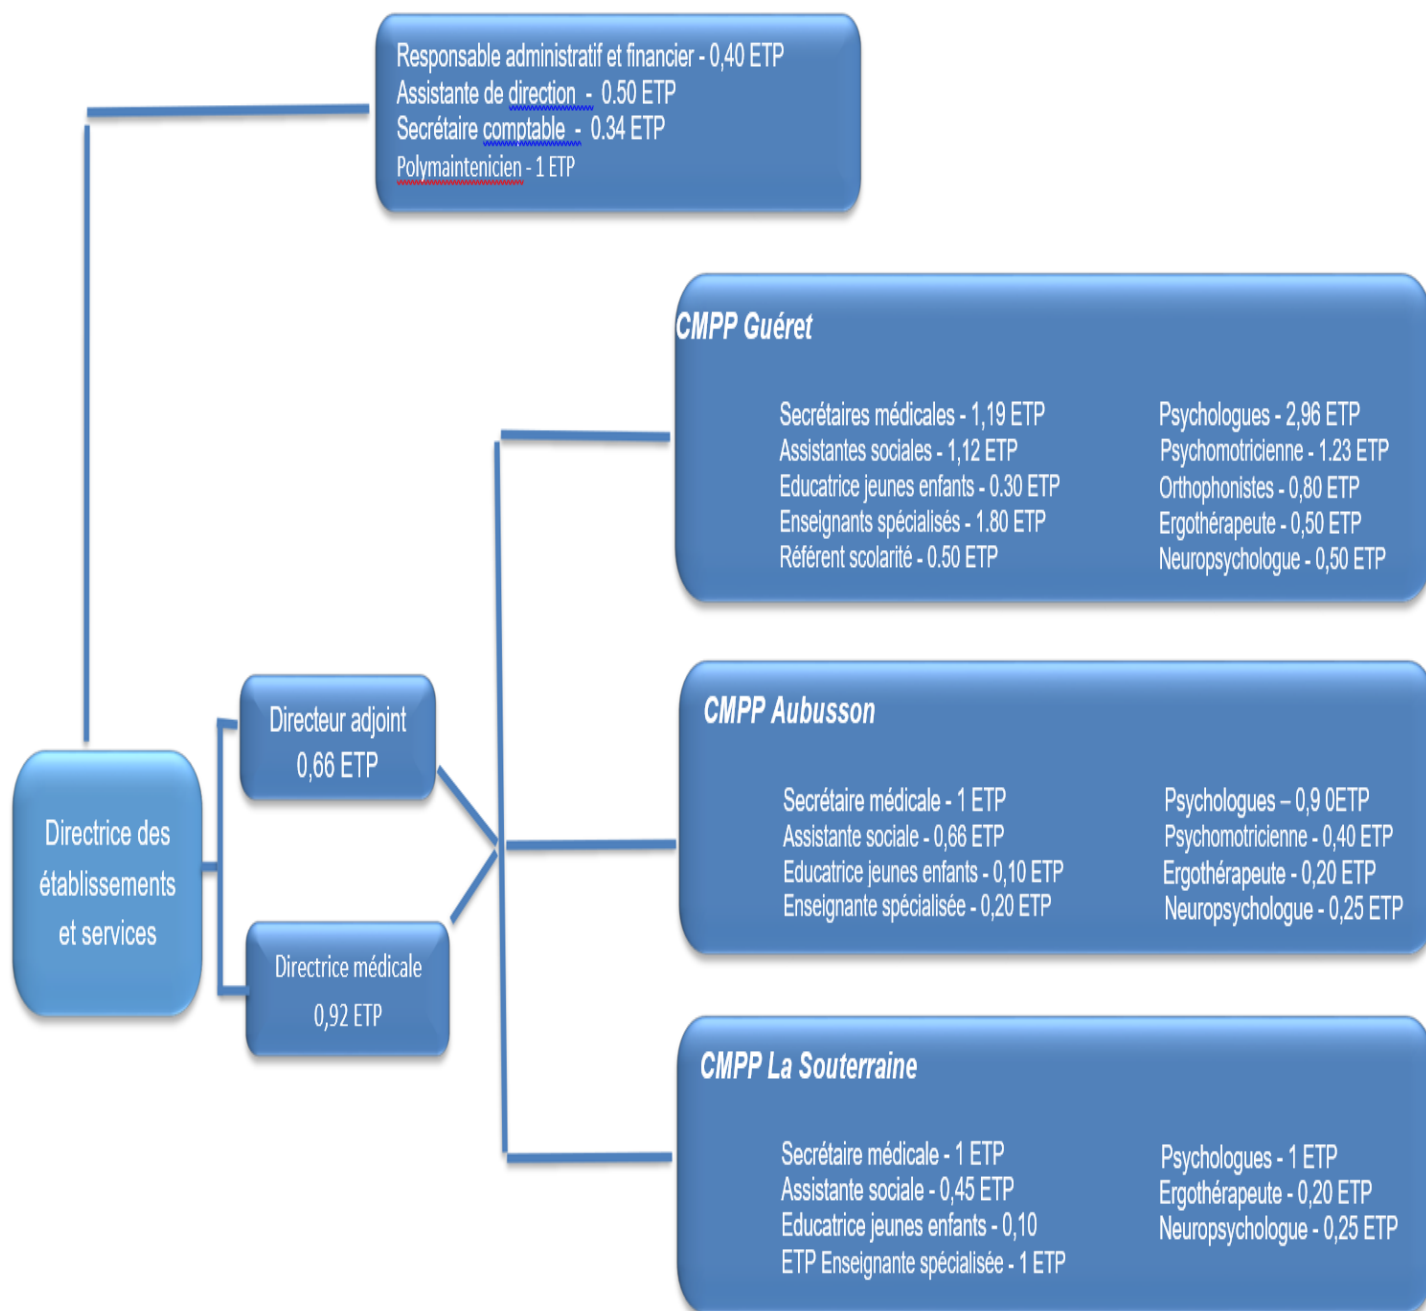 Responsable administratif et financier - 0,40 ETP
Assistante de direction - 0.50 ETP
Secrétaire comptable - 0.34 ETP
Polymaintenicien - 1 ETP
CMPP Guéret
Secrétaires médicales - 1,19 ETP
Assistantes sociales - 1,12 ETP
Educatrice jeunes enfants - 0.30 ETP
Enseignants spécialisés - 1.80 ETP
Référent scolarité - 0.50 ETP
Psychologues - 2,96 ETP
Psychomotricienne - 1.23 ETP
Orthophonistes - 0,80 ETP
Ergothérapeute - 0,50 ETP
Neuropsychologue - 0,50 ETP
Directeur adjoint
0,66 ETP
Directrice des
établissements
et services
Directrice médicale
0,92 ETP
CMPP Aubusson
Secrétaire médicale - 1 ETP
Assistante sociale - 0,66 ETP
Educatrice jeunes enfants - 0,10 ETP
Enseignante spécialisée - 0,20 ETP
Psychologues – 0,9 0ETP
Psychomotricienne - 0,40 ETP
Ergothérapeute - 0,20 ETP
Neuropsychologue - 0,25 ETP
CMPP La Souterraine
Secrétaire médicale - 1 ETP
Assistante sociale - 0,45 ETP
Educatrice jeunes enfants - 0,10
ETP Enseignante spécialisée - 1 ETP
Psychologues - 1 ETP
Ergothérapeute - 0,20 ETP
Neuropsychologue - 0,25 ETP